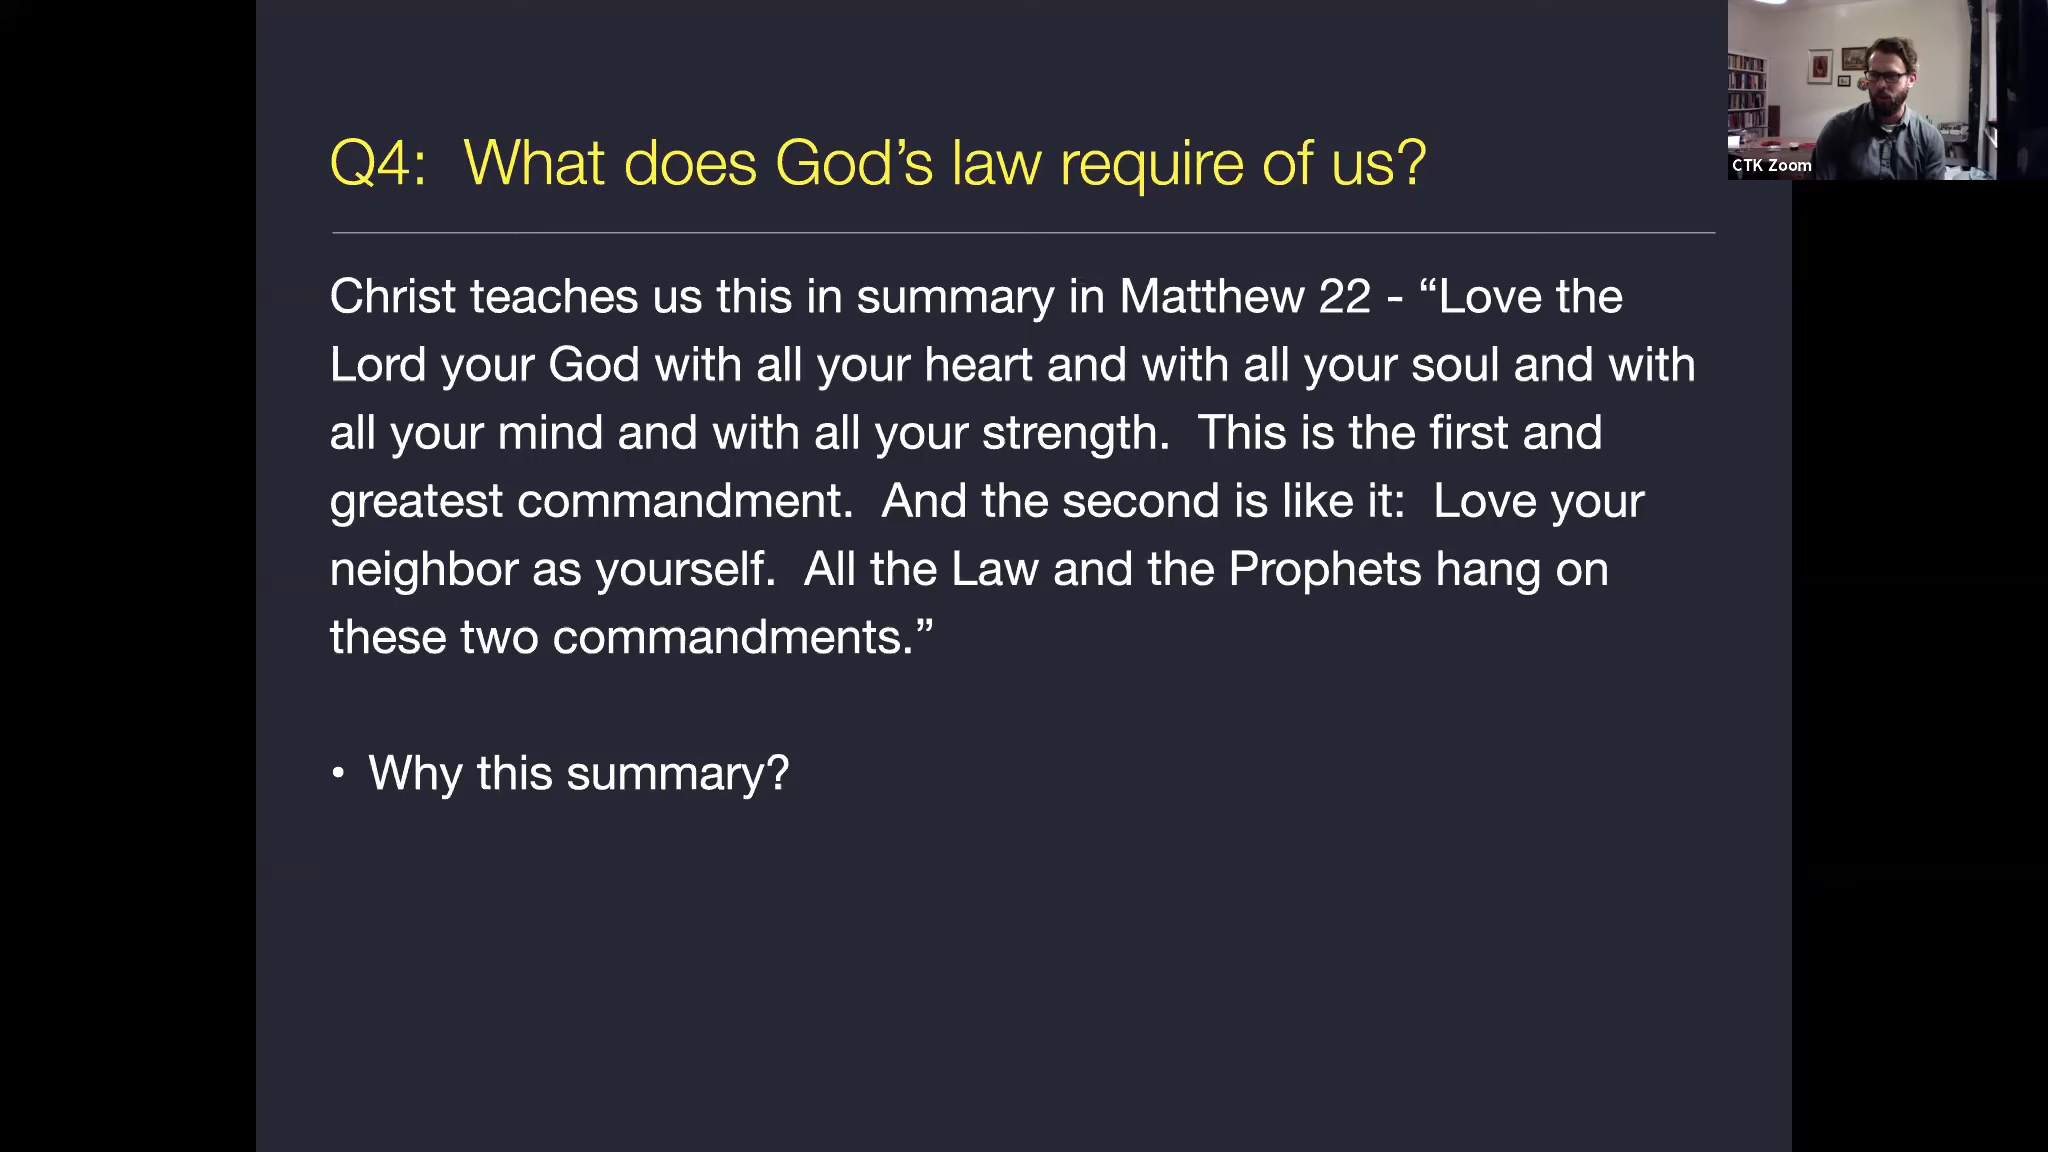 Q4: What does God’s law require of us?
CTK Zoom
Christ teaches us this in summary in Matthew 22 - “Love the
Lord your God with all your heart and with all your soul and with
all your mind and with all your strength. This is the first and
greatest commandment. And the second is like it: Love your
neighbor as yourself. All the Law and the Prophets hang on
these two commandments.”
• Why this summary?